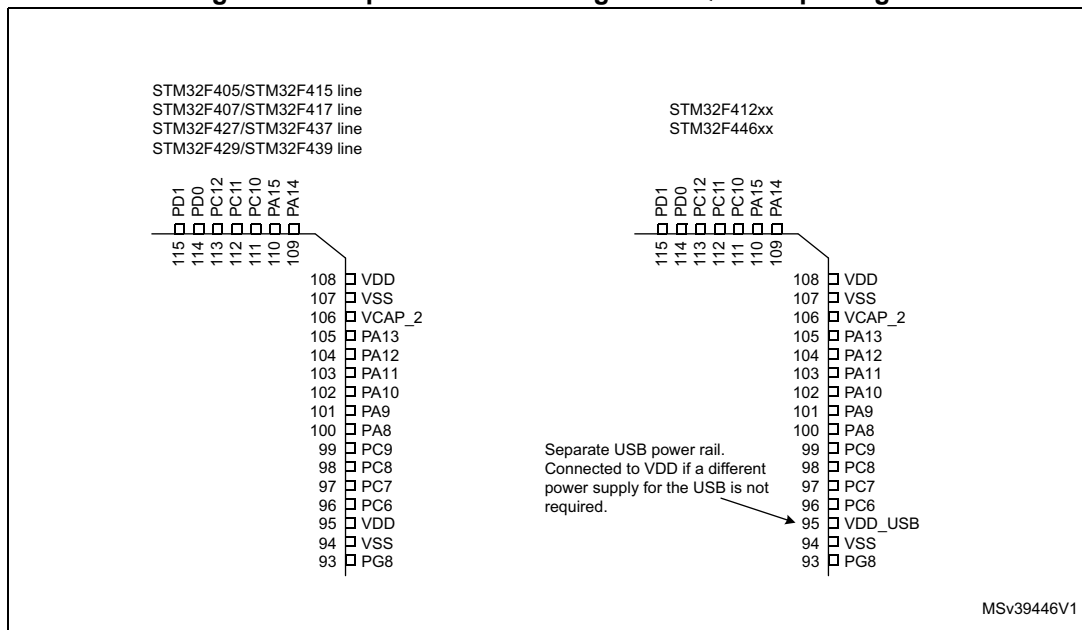 STM32F405/STM32F415 line
STM32F407/STM32F417 line
STM32F427/STM32F437 line
STM32F429/STM32F439 line
115 PD1
114 PD0
113 PC12
112 PC11
111 PC10
110 PA15
109 PA14
108 VDD
107 VSS
106 VCAP_2
105 PA13
104 PA12
103 PA11
102 PA10
101 PA9
100 PA8
99 PC9
98 PC8
97 PC7
96 PC6
95 VDD
94 VSS
93 PG8
STM32F412xx
STM32F446xx
115 PD1
114 PD0
113 PC12
112 PC11
111 PC10
110 PA15
109 PA14
108 VDD
107 VSS
106 VCAP_2
105 PA13
104 PA12
103 PA11
102 PA10
101 PA9
100 PA8
99 PC9
98 PC8
97 PC7
96 PC6
95 VDD_USB
94 VSS
93 PG8
Separate USB power rail.
Connected to VDD if a different
power supply for the USB is not
required.
MSv39446V1